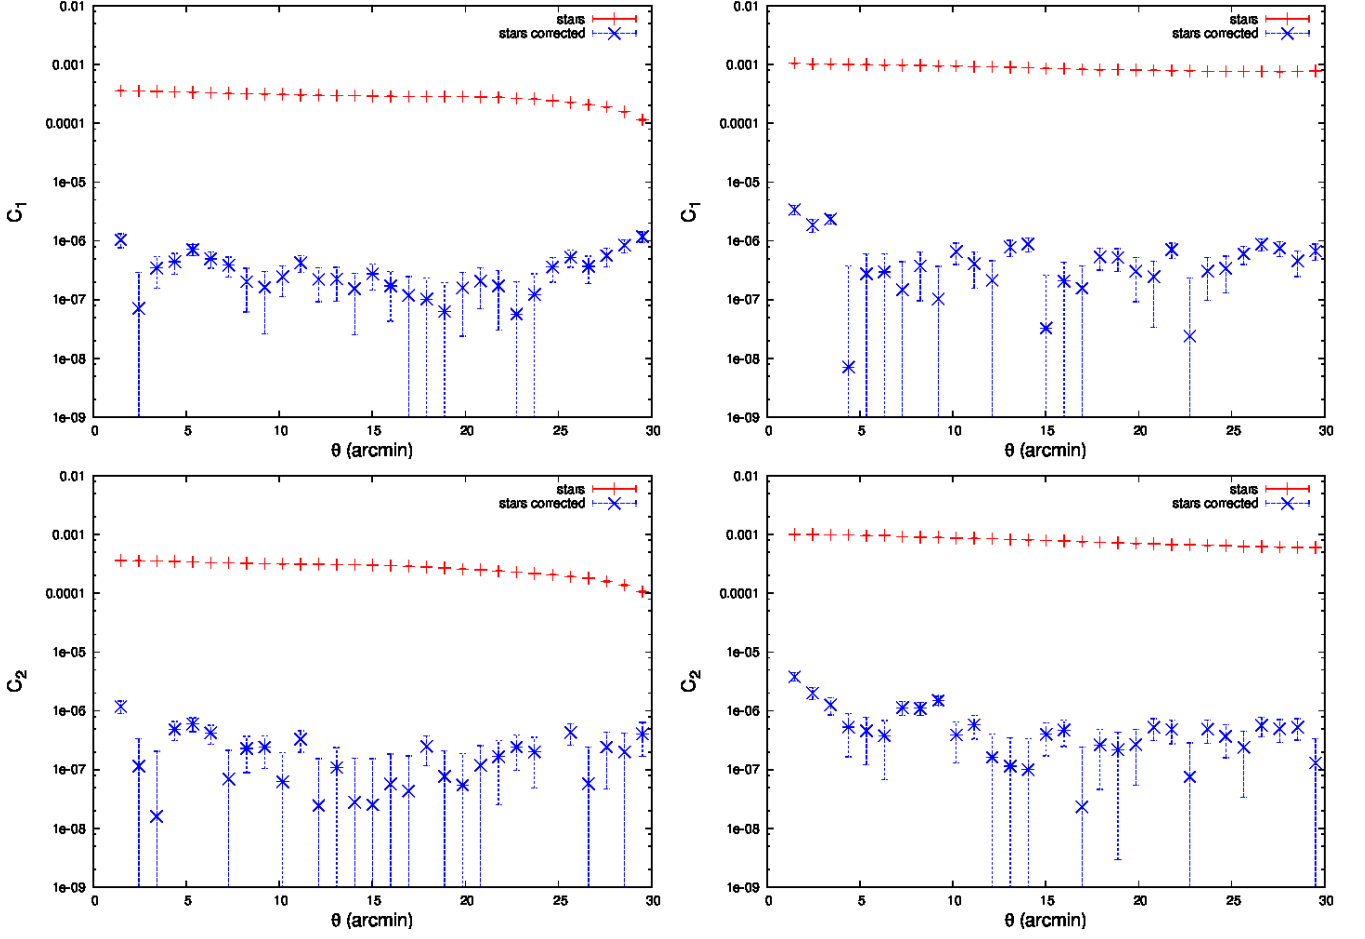 0.01
0.001
0.0001
1e-05
1e-06
1e-07
1e-08
1e-09
C1
stars
stars corrected
0 5 10 15 20 25 30
θ (arcmin)
0.01
0.001
0.0001
1e-05
1e-06
1e-07
1e-08
1e-09
C1
stars
stars corrected
0 5 10 15 20 25 30
θ (arcmin)
0.01
0.001
0.0001
1e-05
1e-06
1e-07
1e-08
1e-09
C2
stars
stars corrected
0 5 10 15 20 25 30
θ (arcmin)
0.01
0.001
0.0001
1e-05
1e-06
1e-07
1e-08
1e-09
C2
stars
stars corrected
0 5 10 15 20 25 30
θ (arcmin)